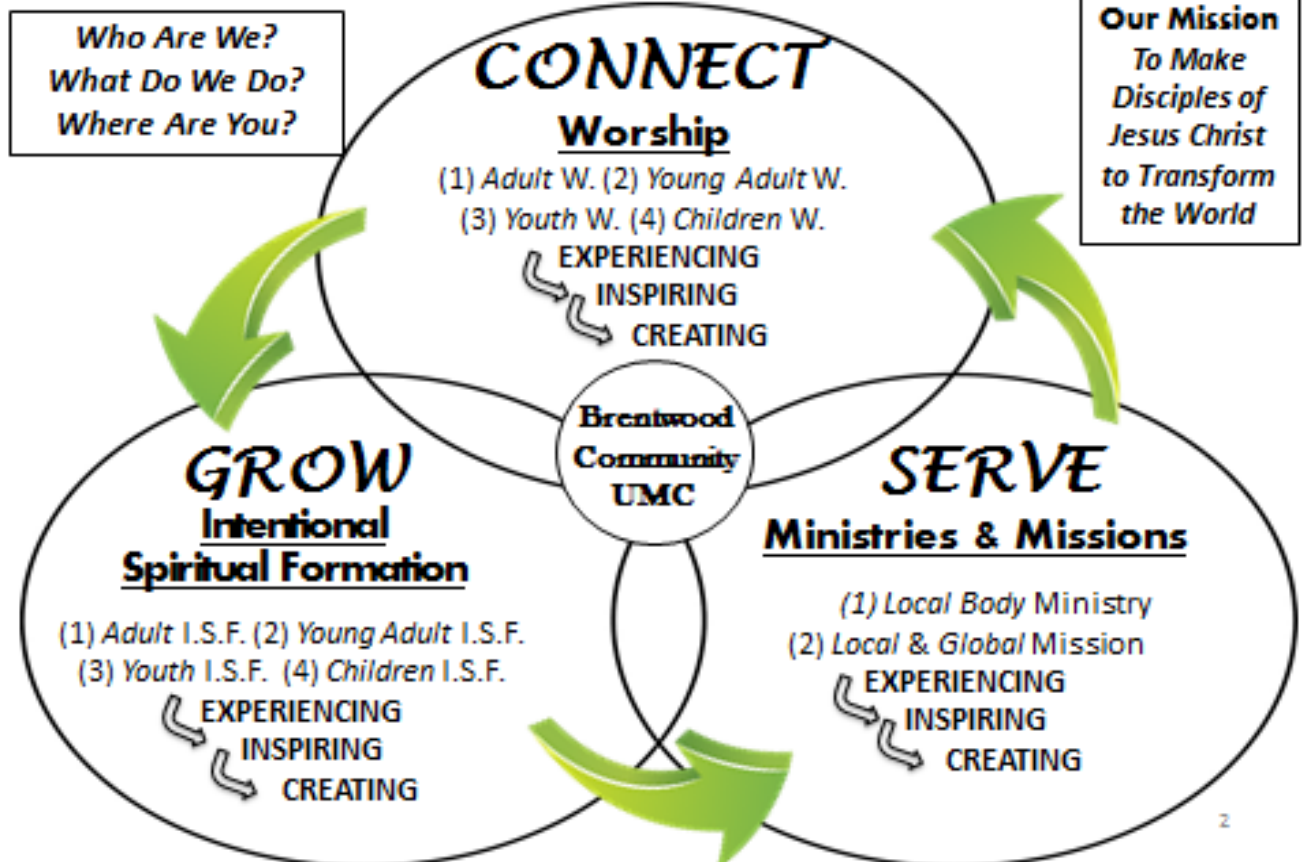 Who Are We?
What Do We Do?
Where Are You?
Our Mission
To Make
Disciples of
Jesus Christ
to Transform
the World
CONNECT
Worship
(1) Adult W. (2) Young Adult W.
(3) Youth W. (4) Children W.
EXPERIENCING
INSPIRING
CREATING
Brentwood
Community
UMC
GROW
Intentional
Spiritual Formation
(1) Adult I.S.F. (2) Young Adult I.S.F.
(3) Youth I.S.F. (4) Children I.S.F.
EXPERIENCING
INSPIRING
CREATING
SERVE
Ministries & Missions
(1) Local Body Ministry
(2) Local & Global Mission
EXPERIENCING
INSPIRING
CREATING
2